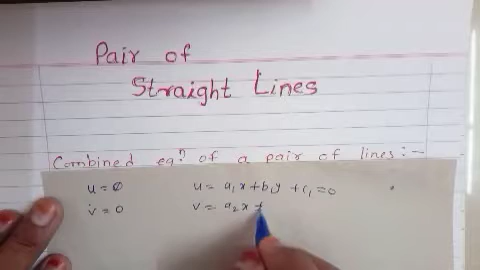 Pair of
Straight Lines
Combined eqn of a pair of lines:-
u = 0 u = a₁x + b₁y + c₁ = 0
v = 0 v = a₂x +